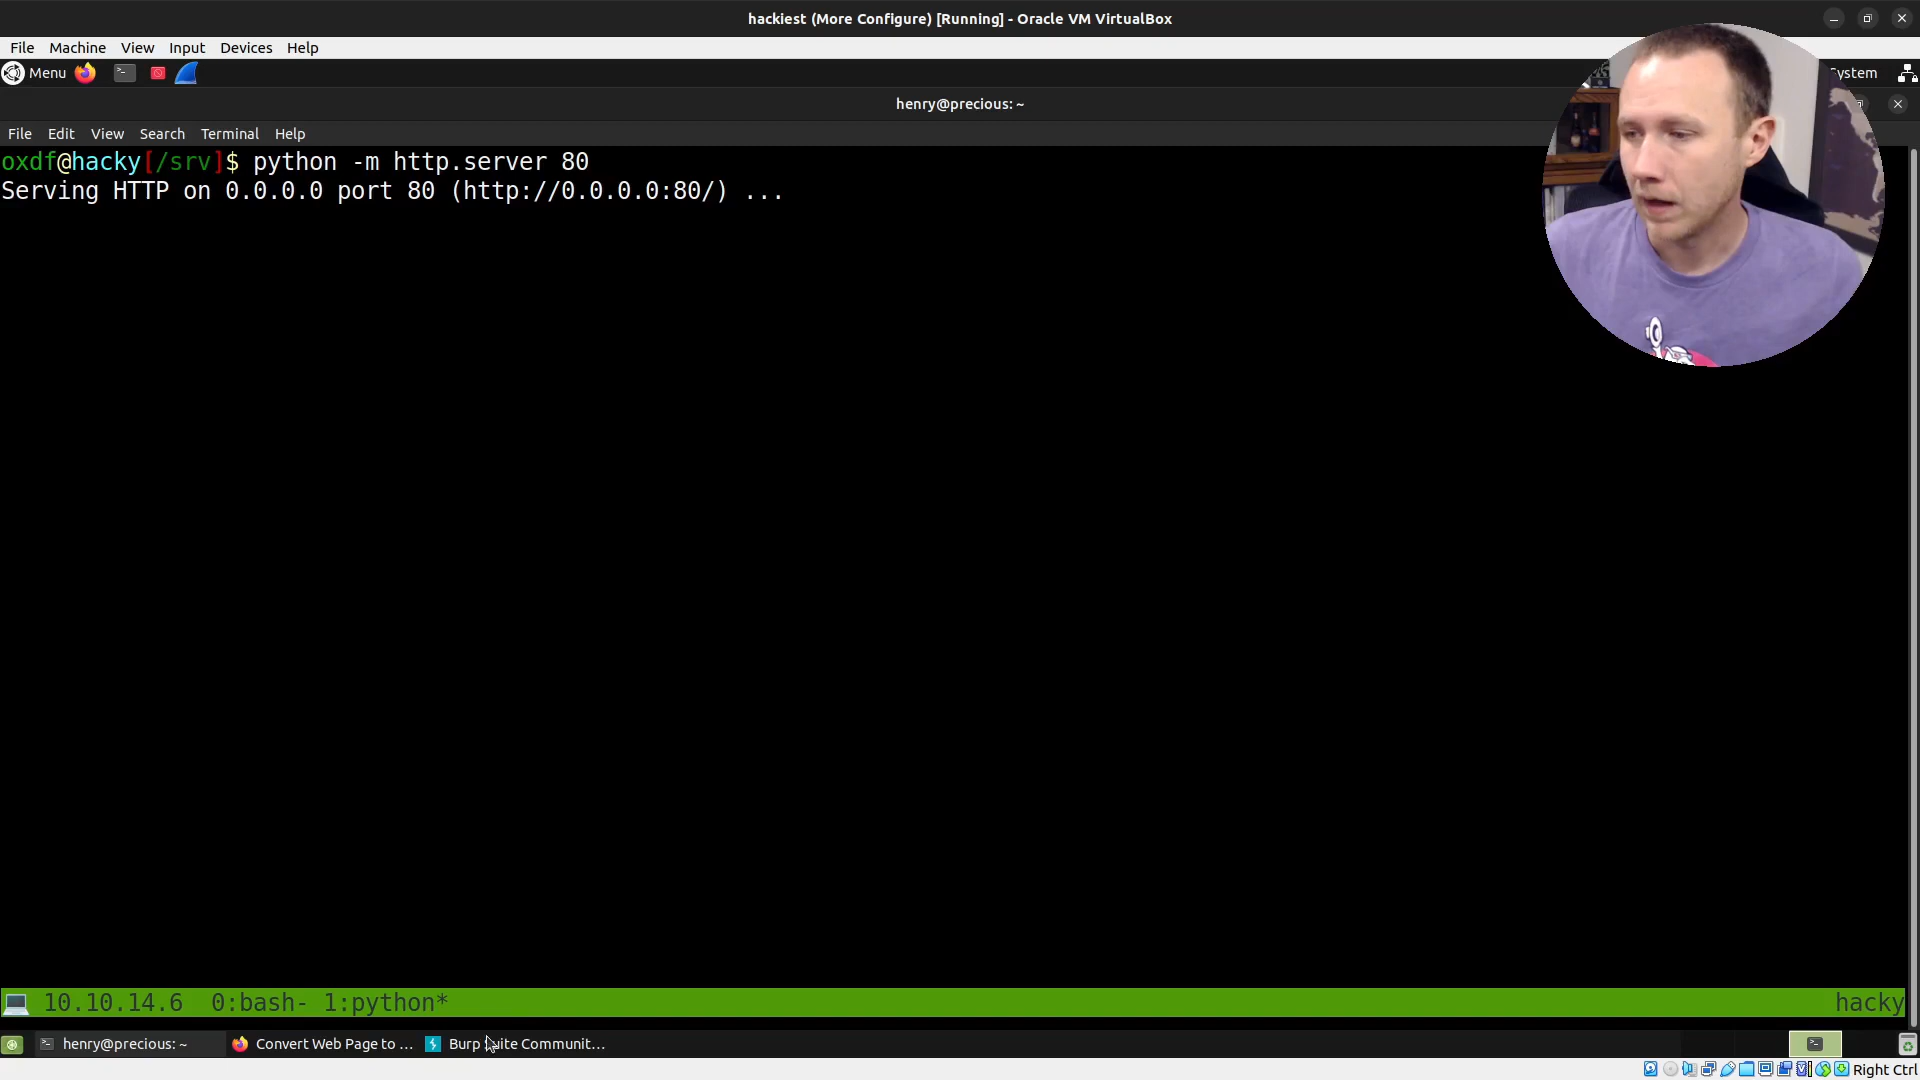 hackiest (More Configure) [Running] - Oracle VM VirtualBox
File Machine View Input Devices Help
Menu
System
henry@precious: ~
File Edit View Search Terminal Help
oxdf@hacky[/srv]$ python -m http.server 80
Serving HTTP on 0.0.0.0 port 80 (http://0.0.0.0:80/) ...
10.10.14.6 0:bash- 1:python*
hacky
henry@precious: ~
Convert Web Page to ...
Burp Suite Communit...
Right Ctrl